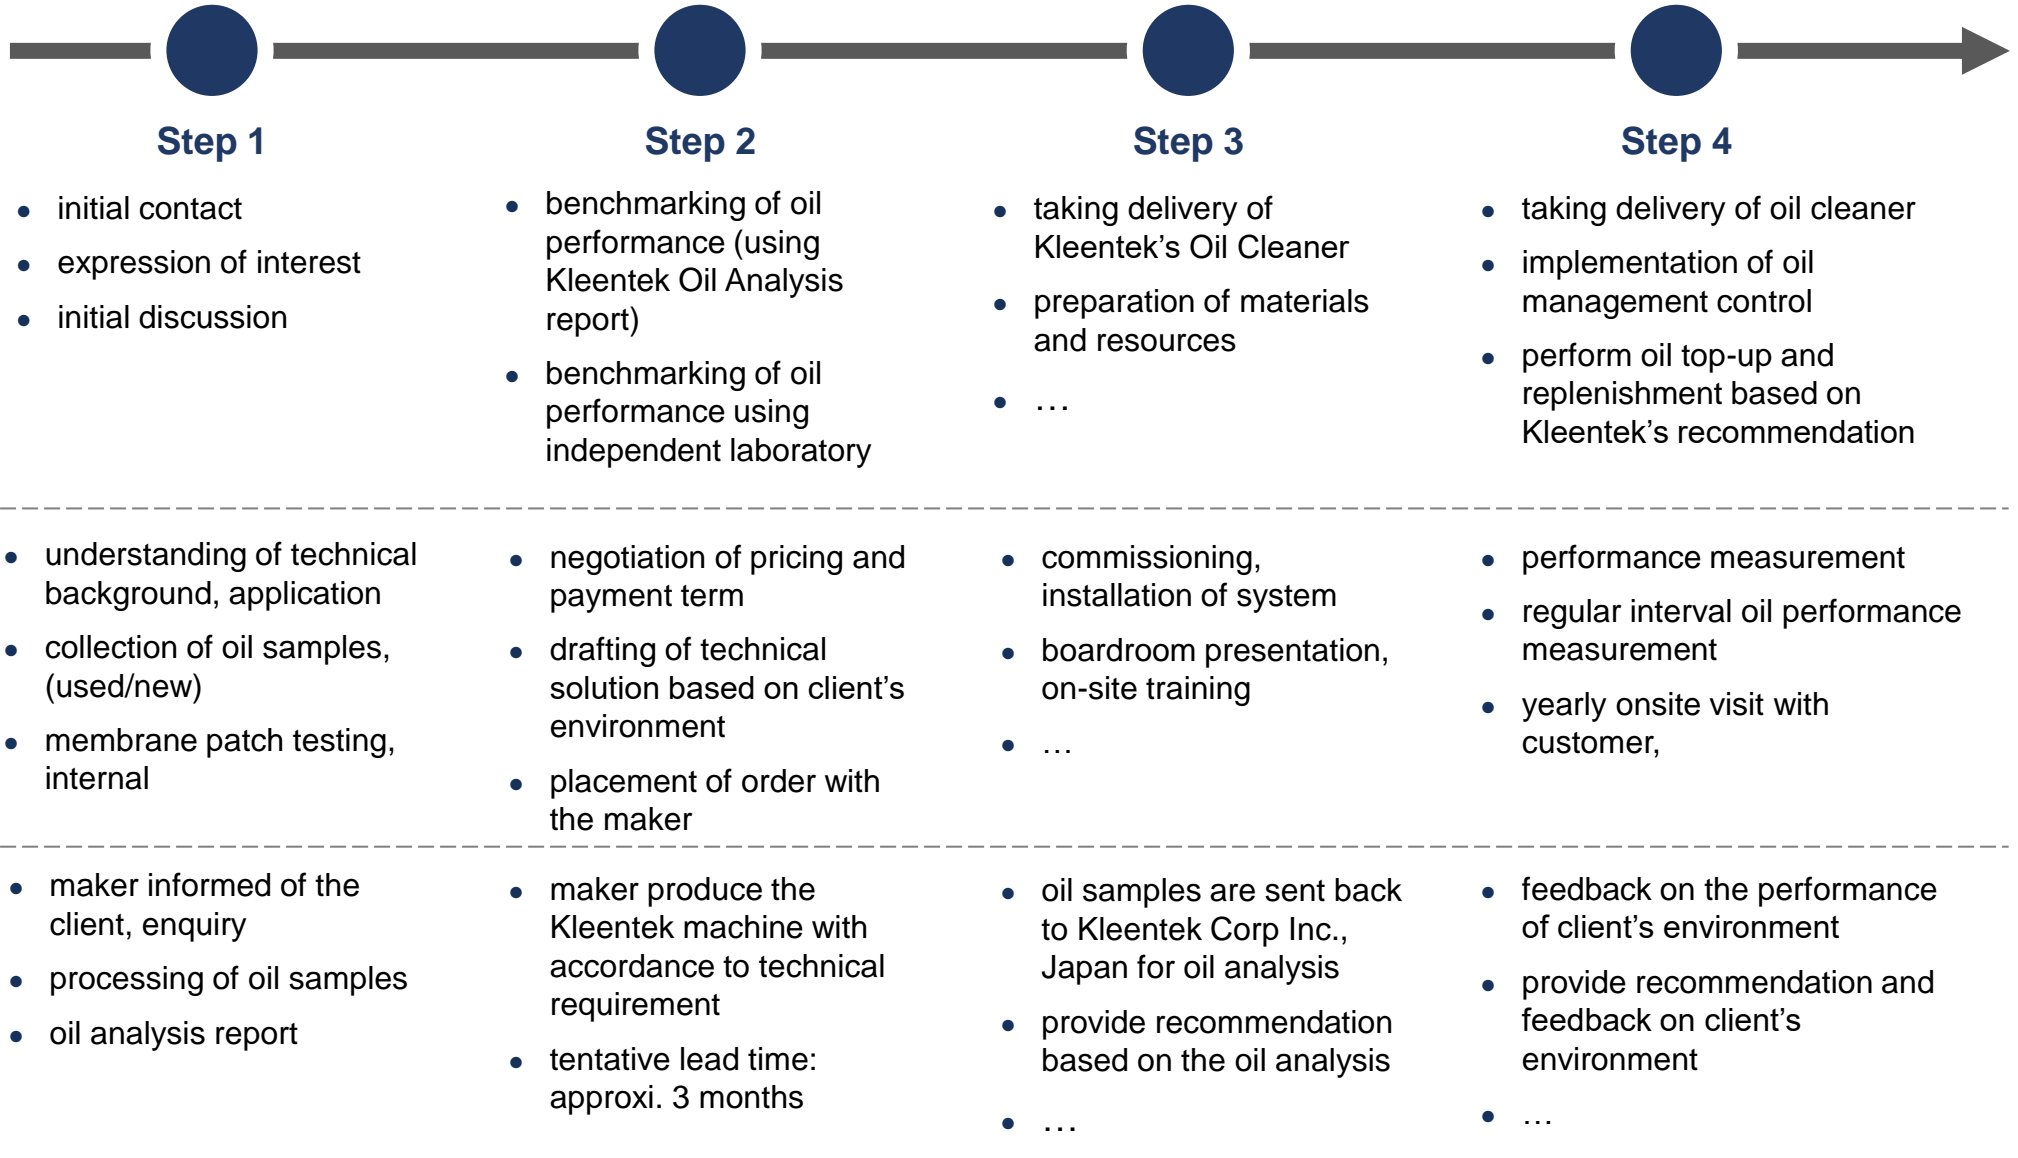 Step 1
Step 2
Step 3
Step 4
• initial contact
• expression of interest
• initial discussion
• benchmarking of oil
performance (using
Kleentek Oil Analysis
report)
• benchmarking of oil
performance using
independent laboratory
• taking delivery of
Kleentek’s Oil Cleaner
• preparation of materials
and resources
• …
• taking delivery of oil cleaner
• implementation of oil
management control
• perform oil top-up and
replenishment based on
Kleentek’s recommendation
• understanding of technical
background, application
• collection of oil samples,
(used/new)
• membrane patch testing,
internal
• negotiation of pricing and
payment term
• drafting of technical
solution based on client’s
environment
• placement of order with
the maker
• commissioning,
installation of system
• boardroom presentation,
on-site training
• …
• performance measurement
• regular interval oil performance
measurement
• yearly onsite visit with
customer,
• maker informed of the
client, enquiry
• processing of oil samples
• oil analysis report
• maker produce the
Kleentek machine with
accordance to technical
requirement
• tentative lead time:
approxi. 3 months
• oil samples are sent back
to Kleentek Corp Inc.,
Japan for oil analysis
• provide recommendation
based on the oil analysis
• …
• feedback on the performance
of client’s environment
• provide recommendation and
feedback on client’s
environment
• …